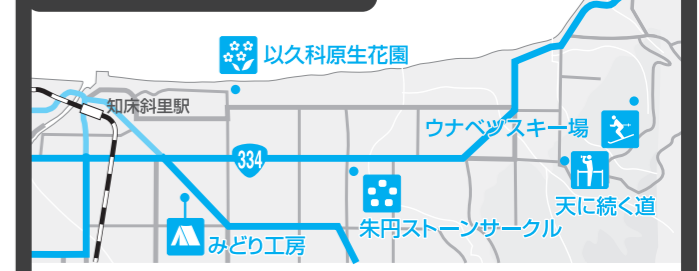 以久科原生花園
知床斜里駅
ウナベツスキー場
334
天に続く道
朱円ストーンサークル
みどり工房